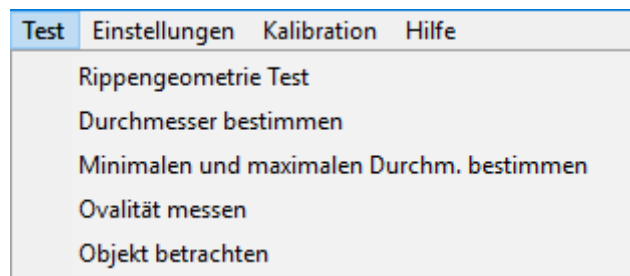 Test Einstellungen Kalibration Hilfe
Rippengeometrie Test
Durchmesser bestimmen
Minimalen und maximalen Durchm. bestimmen
Ovalität messen
Objekt betrachten